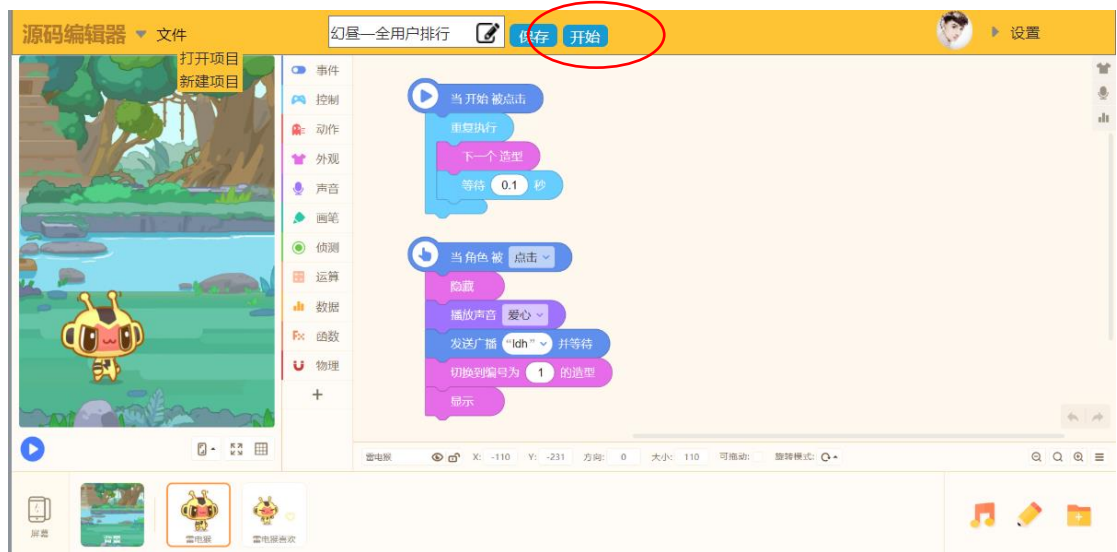 源码编辑器 文件 幻昼—全用户排行 保存 开始 设置
打开项目
新建项目
事件
控制
动作
外观
声音
画笔
侦测
运算
数据
函数
物理
当 开始 被点击
重复执行
下一个 造型
等待 0.1 秒
当 角色 被 点击
隐藏
播放声音 爱心
发送广播 “ldh” 并等待
切换到编号为 1 的造型
显示
雷电猴 X: -110 Y: -231 方向: 0 大小: 110 可拖动: 旋转模式:
屏幕
背景
雷电猴
雷电猴喜欢